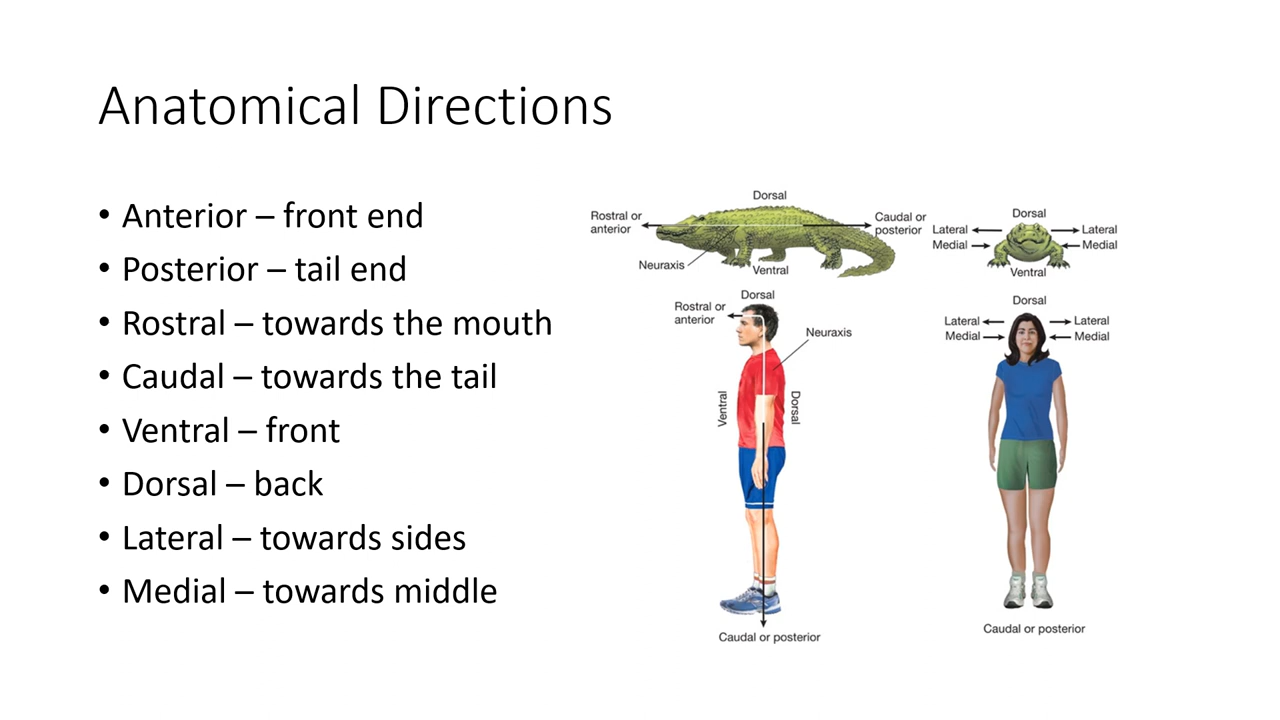 Anatomical Directions
• Anterior – front end
• Posterior – tail end
• Rostral – towards the mouth
• Caudal – towards the tail
• Ventral – front
• Dorsal – back
• Lateral – towards sides
• Medial – towards middle
Dorsal
Rostral or
anterior
Caudal or
posterior
Neuraxis
Ventral
Dorsal
Lateral
Lateral
Medial
Medial
Ventral
Dorsal
Rostral or
anterior
Neuraxis
Ventral
Dorsal
Caudal or posterior
Dorsal
Lateral
Lateral
Medial
Medial
Caudal or posterior